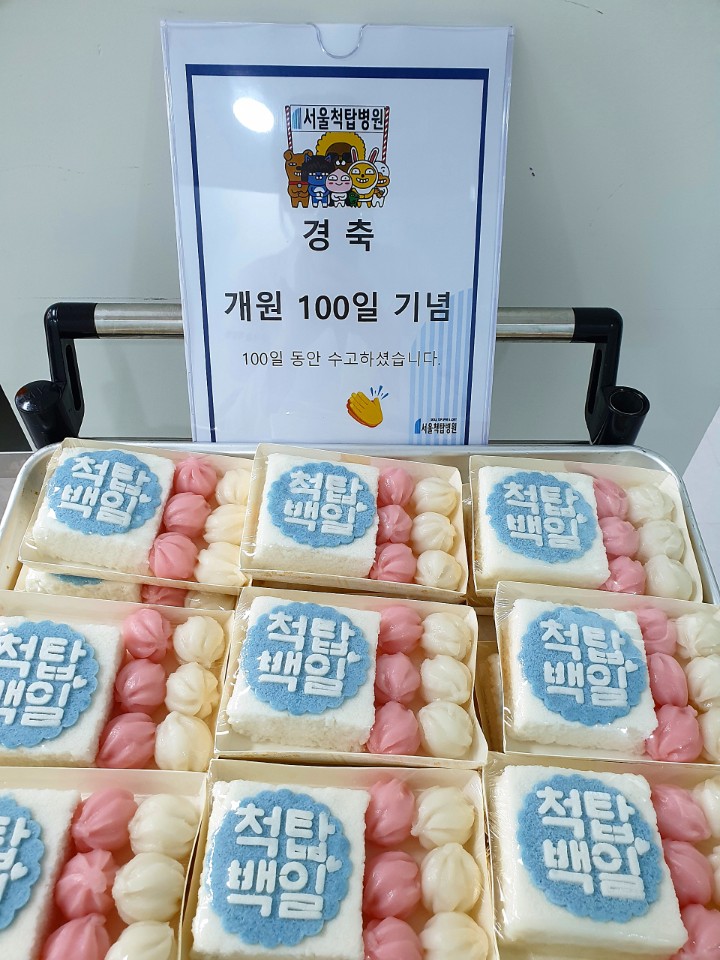 서울척탑병원
경 축
개원 100일 기념
100일 동안 수고하셨습니다.
서울척탑병원
척탑
백일
척탑
백일
척탑
백일
척탑
백일
척탑
백일
척탑
백일
척탑
백일
척탑
백일